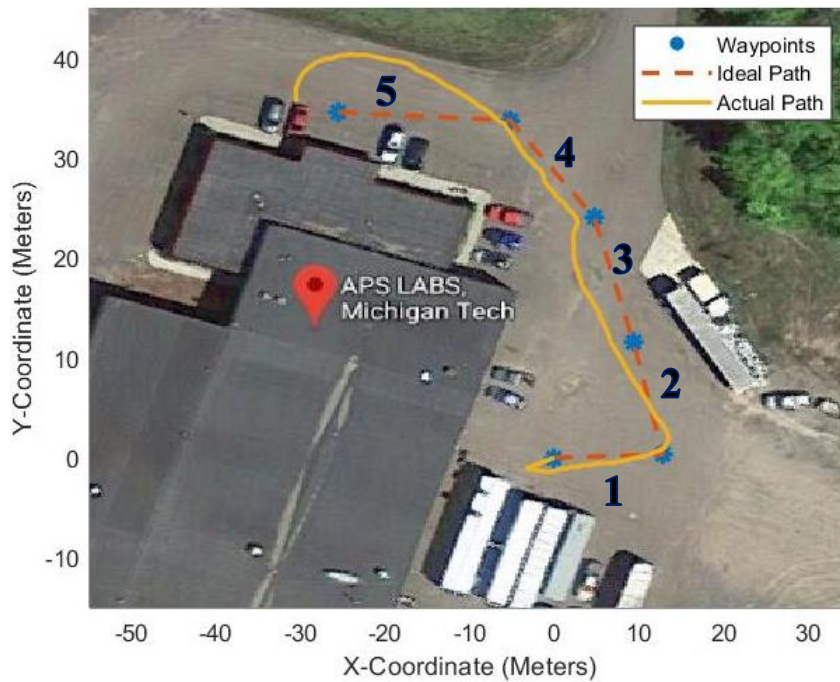 40
30
20
10
0
-10
Y-Coordinate (Meters)
-50
-40
-30
-20
-10
0
10
20
30
X-Coordinate (Meters)
Waypoints
Ideal Path
Actual Path
5
4
3
2
1
APS LABS,
Michigan Tech